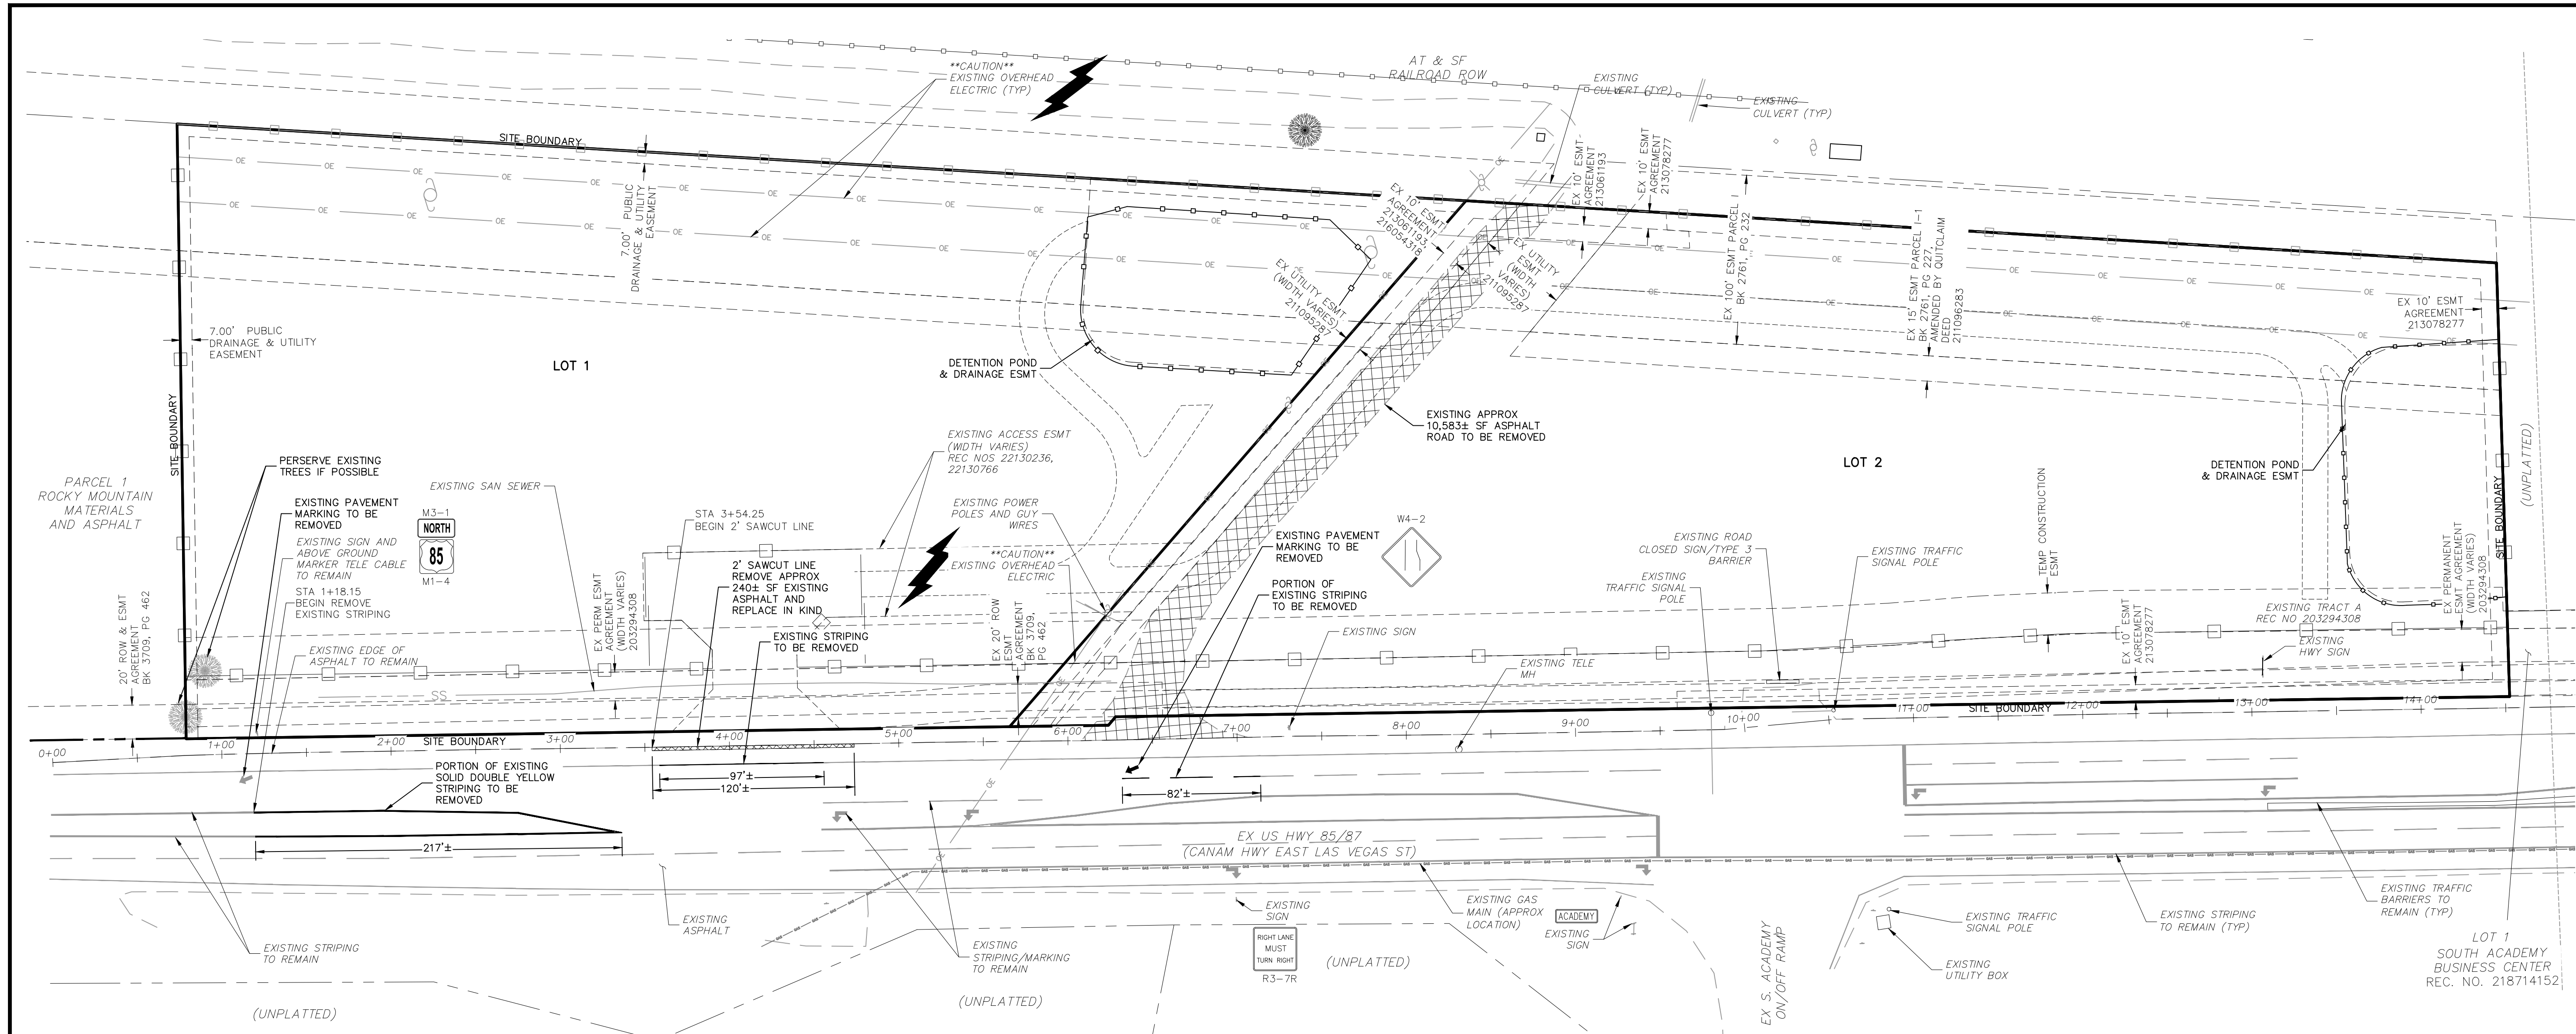 AT & SF
RAILROAD ROW
**CAUTION**
EXISTING OVERHEAD
ELECTRIC (TYP)
EXISTING
CULVERT (TYP)
EXISTING
CULVERT (TYP)
SITE BOUNDARY
7.00' PUBLIC
DRAINAGE & UTILITY
EASEMENT
EX 10' ESMT
AGREEMENT
213061193,
216054318
EX 10' ESMT
AGREEMENT
213061193
EX 10' ESMT
AGREEMENT
213078277
EX 100' ESMT PARCEL I
BK 2761, PG 232
EX 15' ESMT PARCEL I-1
BK 2761, PG 227,
AMENDED BY QUITCLAIM
DEED
211096283
EX UTILITY
ESMT
(WIDTH
VARIES)
211095287
EX UTILITY ESMT
(WIDTH VARIES)
211095287
EX 10' ESMT
AGREEMENT
213078277
7.00' PUBLIC
DRAINAGE & UTILITY
EASEMENT
LOT 1
DETENTION POND
& DRAINAGE ESMT
EXISTING APPROX
10,583± SF ASPHALT
ROAD TO BE REMOVED
LOT 2
DETENTION POND
& DRAINAGE ESMT
SITE BOUNDARY
SITE BOUNDARY
(UNPLATTED)
PARCEL 1
ROCKY MOUNTAIN
MATERIALS
AND ASPHALT
PERSERVE EXISTING
TREES IF POSSIBLE
EXISTING PAVEMENT
MARKING TO BE
REMOVED
EXISTING SIGN AND
ABOVE GROUND
MARKER TELE CABLE
TO REMAIN
STA 1+18.15
BEGIN REMOVE
EXISTING STRIPING
EXISTING EDGE OF
ASPHALT TO REMAIN
M3-1
NORTH
85
M1-4
EXISTING SAN SEWER
20' ROW & ESMT
AGREEMENT
BK 3709, PG 462
EX PERM ESMT
AGREEMENT
(WIDTH VARIES)
203294308
STA 3+54.25
BEGIN 2' SAWCUT LINE
2' SAWCUT LINE
REMOVE APPROX
240± SF EXISTING
ASPHALT AND
REPLACE IN KIND
EXISTING STRIPING
TO BE REMOVED
EXISTING ACCESS ESMT
(WIDTH VARIES)
REC NOS 22130236,
22130766
EXISTING POWER
POLES AND GUY
WIRES
**CAUTION**
EXISTING OVERHEAD
ELECTRIC
EX 20' ROW
ESMT
AGREEMENT
BK 3709,
PG 462
EXISTING PAVEMENT
MARKING TO BE
REMOVED
PORTION OF
EXISTING STRIPING
TO BE REMOVED
W4-2
EXISTING SIGN
EXISTING TELE
MH
EXISTING ROAD
CLOSED SIGN/TYPE 3
BARRIER
EXISTING
TRAFFIC SIGNAL
POLE
EXISTING TRAFFIC
SIGNAL POLE
TEMP CONSTRUCTION
ESMT
EX 10' ESMT
AGREEMENT
213078277
EXISTING TRACT A
REC NO 203294308
EXISTING
HWY SIGN
EX PERMANENT
ESMT AGREEMENT
(WIDTH VARIES)
203294308
SS
0+00
1+00
2+00
SITE BOUNDARY
3+00
4+00
5+00
6+00
7+00
8+00
9+00
10+00
11+00
SITE BOUNDARY
12+00
13+00
14+00
PORTION OF EXISTING
SOLID DOUBLE YELLOW
STRIPING TO BE
REMOVED
97'±
120'±
82'±
217'±
EX US HWY 85/87
(CANAM HWY EAST LAS VEGAS ST)
EXISTING STRIPING
TO REMAIN
EXISTING
ASPHALT
EXISTING
STRIPING/MARKING
TO REMAIN
EXISTING
SIGN
RIGHT LANE
MUST
TURN RIGHT
R3-7R
EXISTING GAS
MAIN (APPROX
LOCATION)
ACADEMY
EXISTING
SIGN
(UNPLATTED)
(UNPLATTED)
(UNPLATTED)
EX S. ACADEMY
ON/OFF RAMP
EXISTING TRAFFIC
SIGNAL POLE
EXISTING
UTILITY BOX
EXISTING STRIPING
TO REMAIN (TYP)
EXISTING TRAFFIC
BARRIERS TO
REMAIN (TYP)
LOT 1
SOUTH ACADEMY
BUSINESS CENTER
REC. NO. 218714152